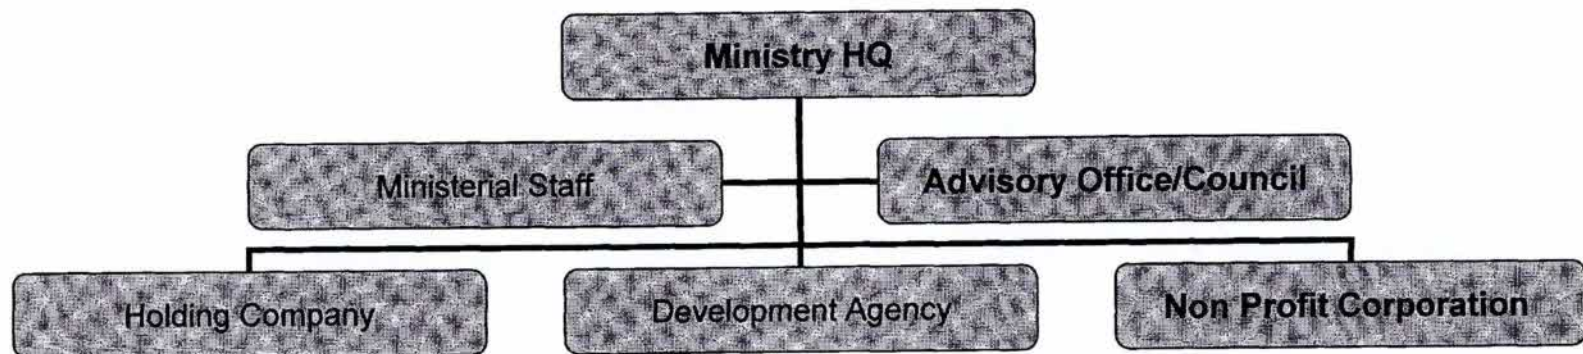 Ministry HQ
Ministerial Staff
Advisory Office/Council
Holding Company
Development Agency
Non Profit Corporation